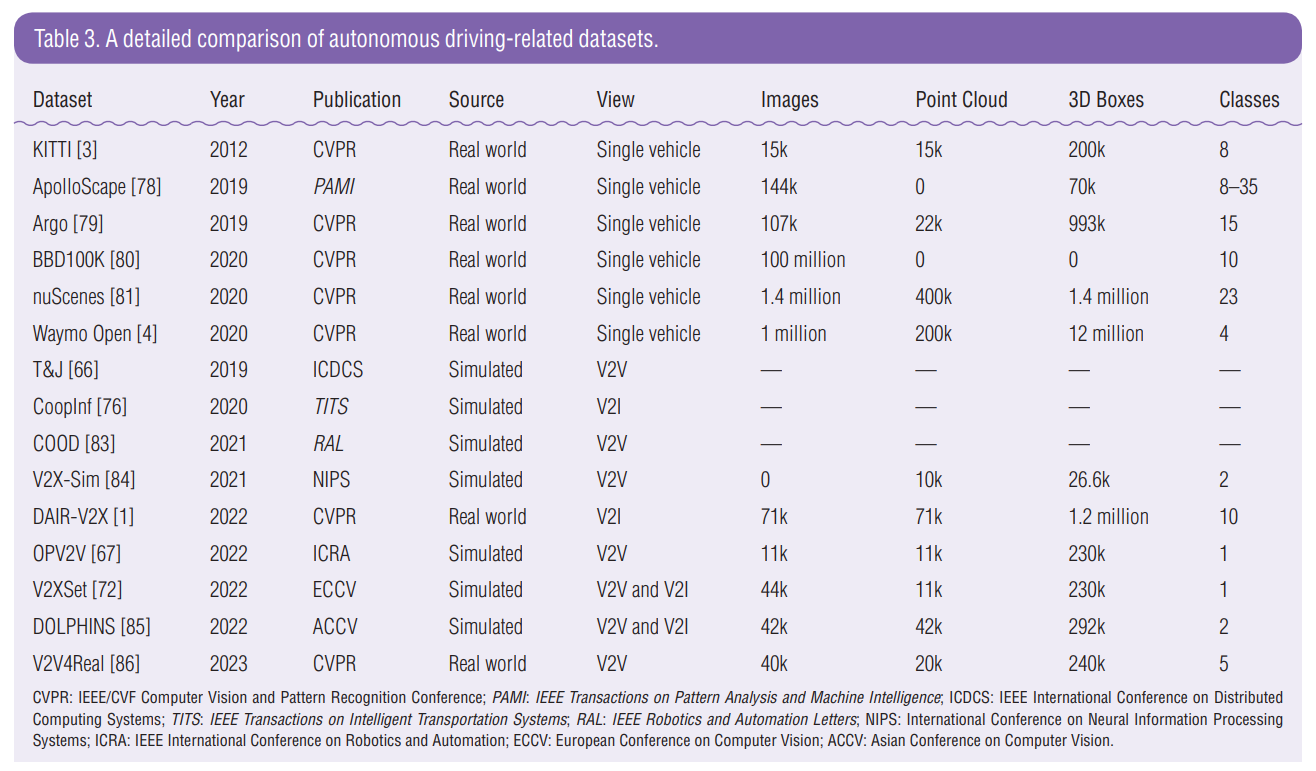 Table 3. A detailed comparison of autonomous driving-related datasets.
Dataset Year Publication Source View Images Point Cloud 3D Boxes Classes
KITTI [3] 2012 CVPR Real world Single vehicle 15k 15k 200k 8
ApolloScape [78] 2019 PAMI Real world Single vehicle 144k 0 70k 8–35
Argo [79] 2019 CVPR Real world Single vehicle 107k 22k 993k 15
BBD100K [80] 2020 CVPR Real world Single vehicle 100 million 0 0 10
nuScenes [81] 2020 CVPR Real world Single vehicle 1.4 million 400k 1.4 million 23
Waymo Open [4] 2020 CVPR Real world Single vehicle 1 million 200k 12 million 4
T&J [66] 2019 ICDCS Simulated V2V — — — —
CoopInf [76] 2020 TITS Simulated V2I — — — —
COOD [83] 2021 RAL Simulated V2V — — — —
V2X-Sim [84] 2021 NIPS Simulated V2V 0 10k 26.6k 2
DAIR-V2X [1] 2022 CVPR Real world V2I 71k 71k 1.2 million 10
OPV2V [67] 2022 ICRA Simulated V2V 11k 11k 230k 1
V2XSet [72] 2022 ECCV Simulated V2V and V2I 44k 11k 230k 1
DOLPHINS [85] 2022 ACCV Simulated V2V and V2I 42k 42k 292k 2
V2V4Real [86] 2023 CVPR Real world V2V 40k 20k 240k 5
CVPR: IEEE/CVF Computer Vision and Pattern Recognition Conference; PAMI: IEEE Transactions on Pattern Analysis and Machine Intelligence; ICDCS: IEEE International Conference on Distributed
Computing Systems; TITS: IEEE Transactions on Intelligent Transportation Systems; RAL: IEEE Robotics and Automation Letters; NIPS: International Conference on Neural Information Processing
Systems; ICRA: IEEE International Conference on Robotics and Automation; ECCV: European Conference on Computer Vision; ACCV: Asian Conference on Computer Vision.